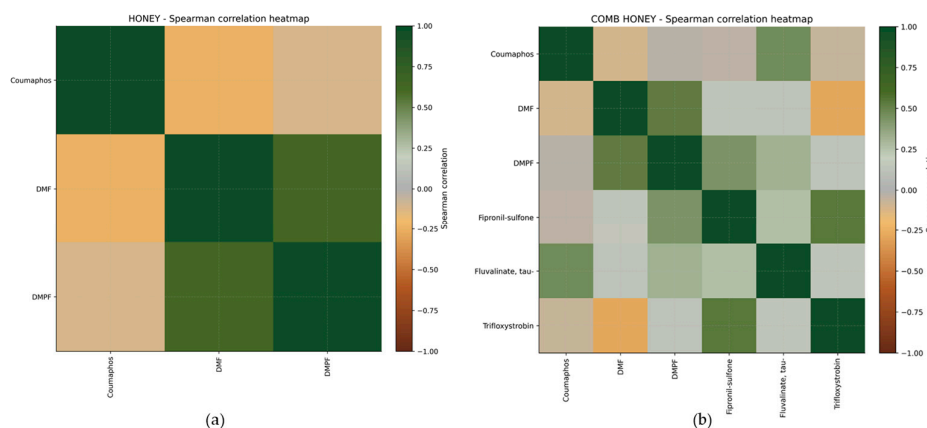 HONEY - Spearman correlation heatmap
Coumaphos
DMF
DMPF
Coumaphos
DMF
DMPF
1.00
0.75
0.50
0.25
0.00
−0.25
−0.50
−0.75
−1.00
Spearman correlation
(a)
COMB HONEY - Spearman correlation heatmap
Coumaphos
DMF
DMPF
Fipronil-sulfone
Fluvalinate, tau-
Trifloxystrobin
Coumaphos
DMF
DMPF
Fipronil-sulfone
Fluvalinate, tau-
Trifloxystrobin
1.00
0.75
0.50
0.25
0.00
−0.25
−0.50
−0.75
−1.00
(b)